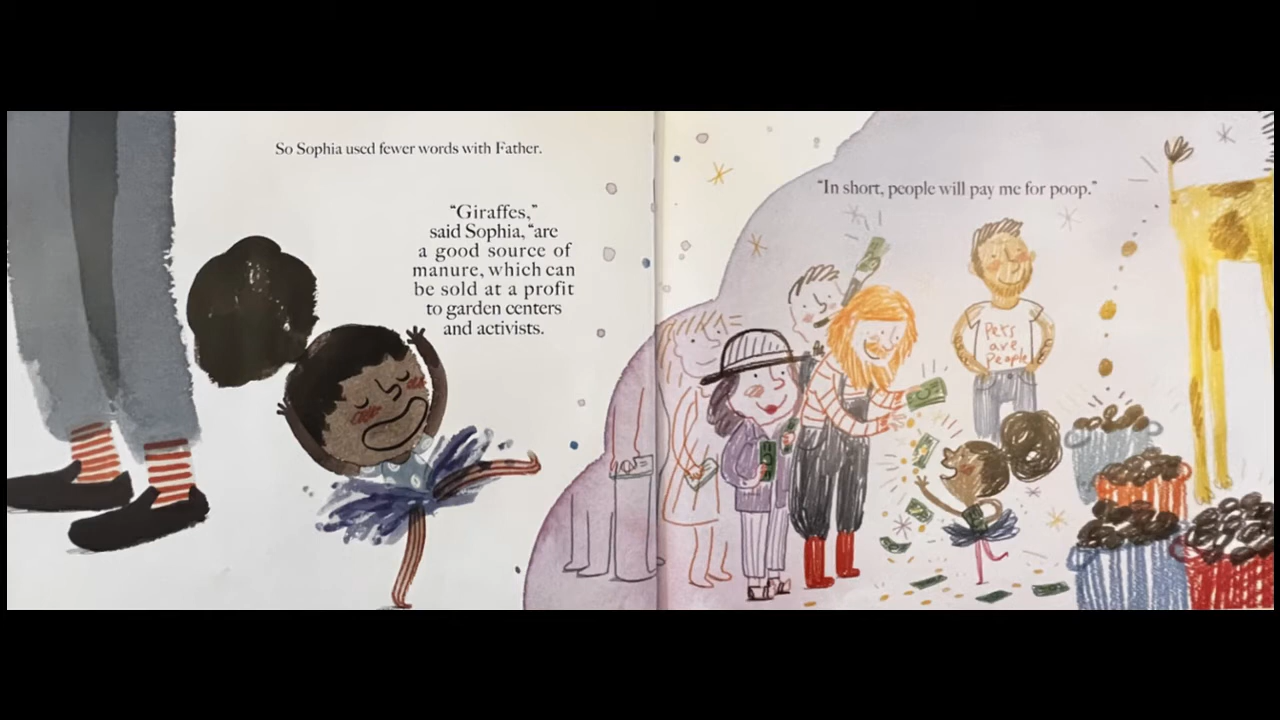 So Sophia used fewer words with Father.
“Giraffes,”
said Sophia, “are
a good source of
manure, which can
be sold at a profit
to garden centers
and activists.
“In short, people will pay me for poop.”
Pets
are
People